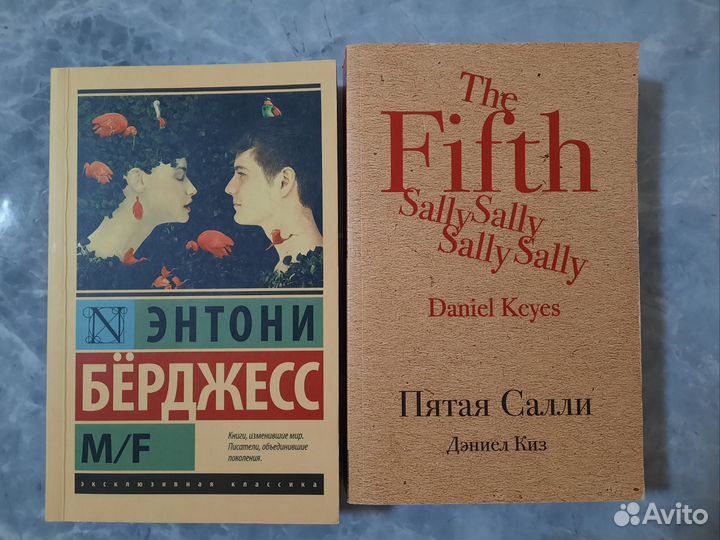 N
ЭНТОНИ
БЁРДЖЕСС
M/F
Книги, изменившие мир.
Писатели, объединившие
поколения.
эксклюзивная классика
The
Fifth
Sally Sally
Sally Sally
Daniel Keyes
Пятая Салли
Дэниел Киз
Avito